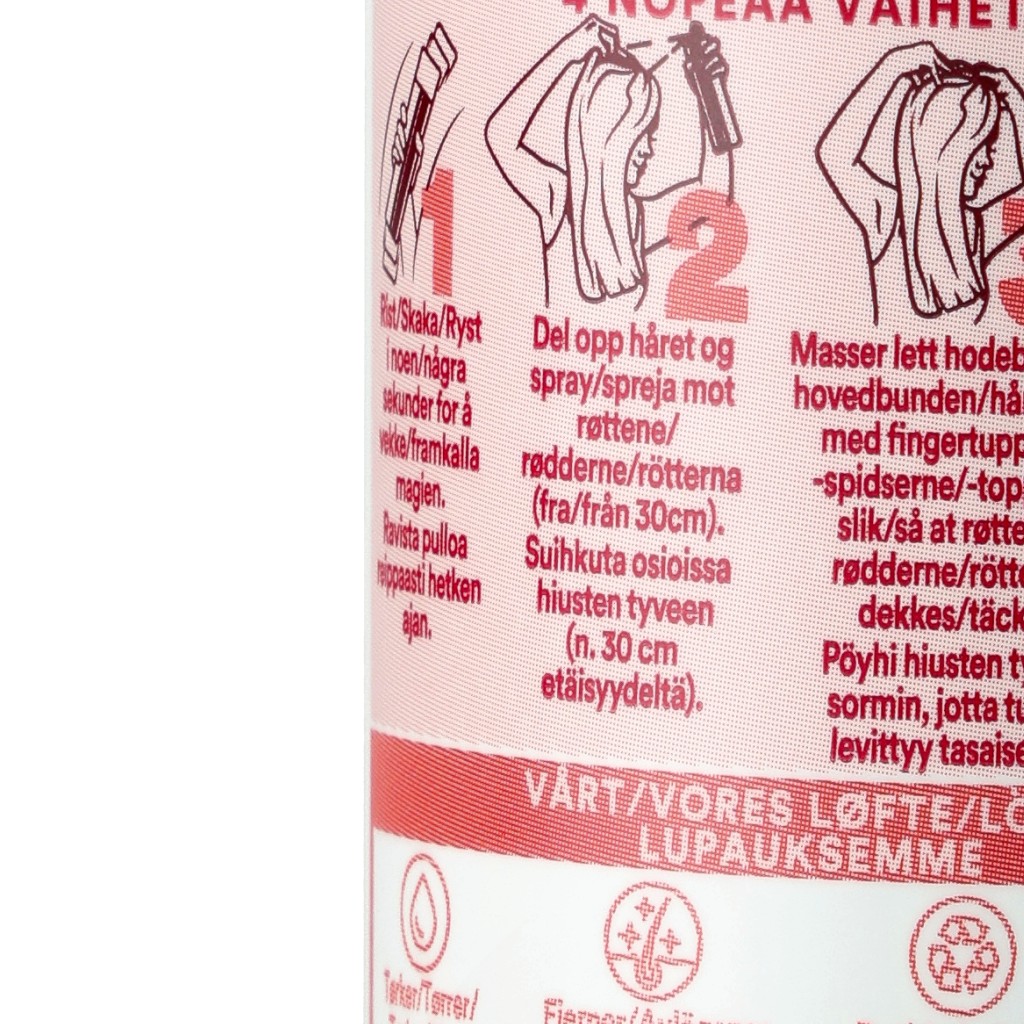 4 NOPEAA VAIHET
1
2
Rist/Skaka/Ryst
i noen/några
sekunder for å
vekke/framkalla
magien.
Ravista pulloa
reippaasti hetken
ajan.
Del opp håret og
spray/spreja mot
røttene/
rødderne/rötterna
(fra/från 30cm).
Suihkuta osioissa
hiusten tyveen
(n. 30 cm
etäisyydeltä).
Masser lett hodeb
hovedbunden/hå
med fingertupp
-spidserne/-top
slik/så at røtte
rødderne/rötte
dekkes/täck
Pöyhi hiusten ty
sormin, jotta tu
levittyy tasaise
VÅRT/VORES LØFTE/LÖ
LUPAUKSEMME
Tørker/Tørrer/